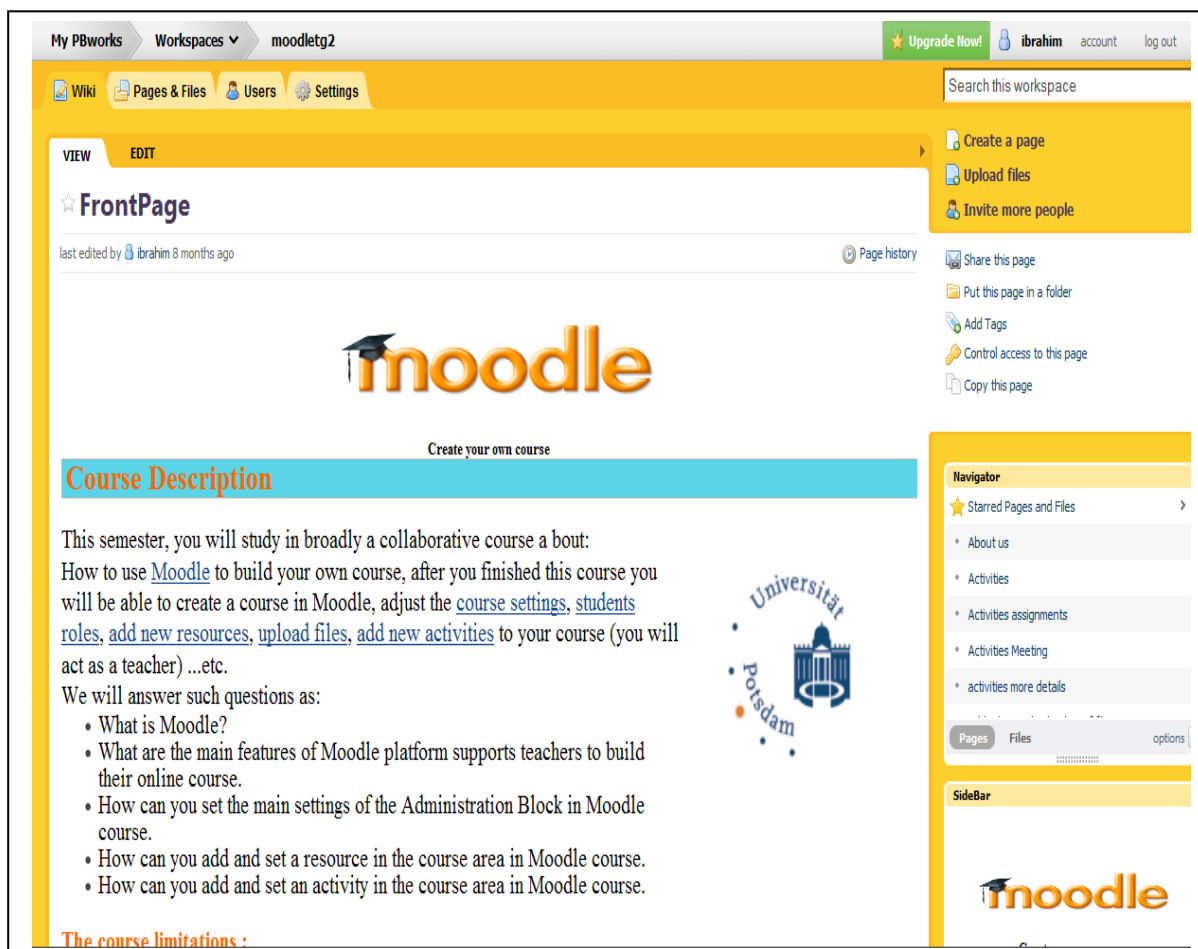 My PBworks Workspaces moodletg2 Upgrade Now! ibrahim account log out
Wiki Pages & Files Users Settings
Search this workspace
VIEW EDIT
Create a page
Upload files
Invite more people
FrontPage
last edited by ibrahim 8 months ago Page history
Share this page
Put this page in a folder
Add Tags
Control access to this page
Copy this page
moodle
Create your own course
Course Description
This semester, you will study in broadly a collaborative course a bout:
How to use Moodle to build your own course, after you finished this course you
will be able to create a course in Moodle, adjust the course settings, students
roles, add new resources, upload files, add new activities to your course (you will
act as a teacher) ...etc.
We will answer such questions as:
• What is Moodle?
• What are the main features of Moodle platform supports teachers to build
their online course.
• How can you set the main settings of the Administration Block in Moodle
course.
• How can you add and set a resource in the course area in Moodle course.
• How can you add and set an activity in the course area in Moodle course.
The course limitations :
Universität
Potsdam
Navigator
Starred Pages and Files
About us
Activities
Activities assignments
Activities Meeting
activities more details
Pages Files options
SideBar
moodle